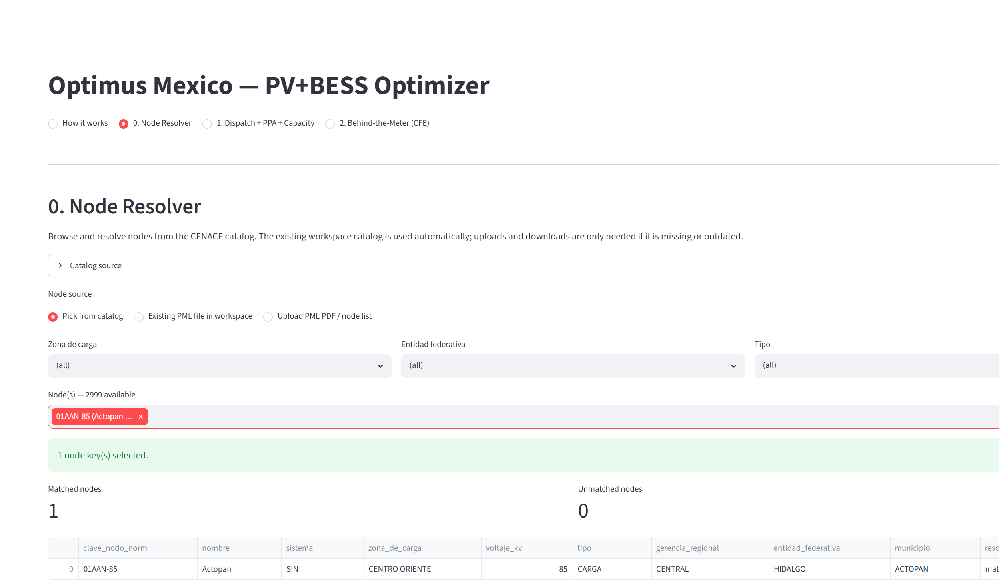 Optimus Mexico — PV+BESS Optimizer
How it works 0. Node Resolver 1. Dispatch + PPA + Capacity 2. Behind-the-Meter (CFE)
0. Node Resolver
Browse and resolve nodes from the CENACE catalog. The existing workspace catalog is used automatically; uploads and downloads are only needed if it is missing or outdated.
Catalog source
Node source
Pick from catalog Existing PML file in workspace Upload PML PDF / node list
Zona de carga Entidad federativa Tipo
(all) (all) (all)
Node(s) — 2999 available
01AAN-85 (Actopan ...
1 node key(s) selected.
Matched nodes Unmatched nodes
1 0
clave_nodo_norm nombre sistema zona_de_carga voltaje_kv tipo gerencia_regional entidad_federativa municipio reso
0 01AAN-85 Actopan SIN CENTRO ORIENTE 85 CARGA CENTRAL HIDALGO ACTOPAN mat